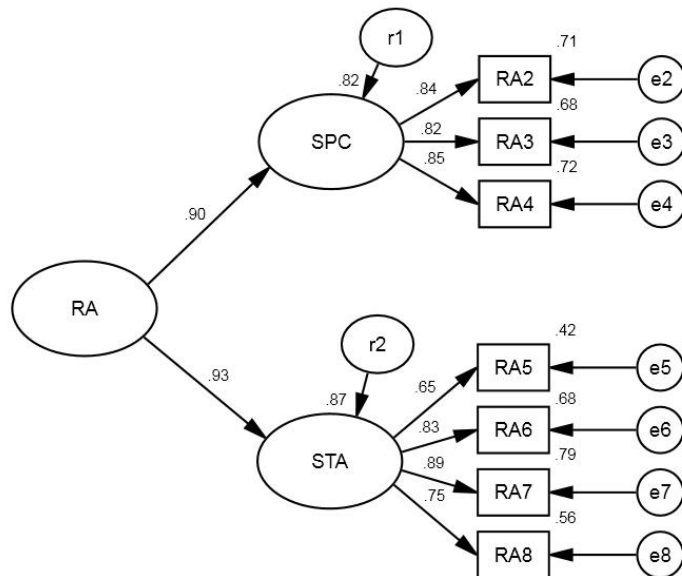 r1
.71
.82
.84
RA2
e2
.68
SPC
.82
RA3
e3
.72
.85
RA4
e4
.90
RA
r2
.42
.93
.65
RA5
e5
.68
.87
.83
RA6
e6
.79
STA
.89
RA7
e7
.56
.75
RA8
e8